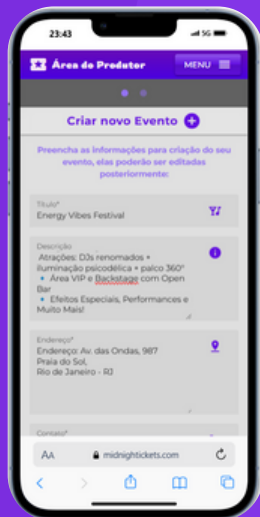 23:43
5G
Área do Produtor
MENU
Criar novo Evento
Preencha as informações para criação do seu
evento, elas poderão ser editadas
posteriormente:
Título*
Energy Vibes Festival
Descrição
Atrações: DJs renomados +
iluminação psicodélica + palco 360°
Área VIP e Backstage com Open
Bar
Efeitos Especiais, Performances e
Muito Mais!
Endereço*
Endereço: Av. das Ondas, 987
Praia do Sol,
Rio de Janeiro - RJ
Contato*
AA
midnightickets.com